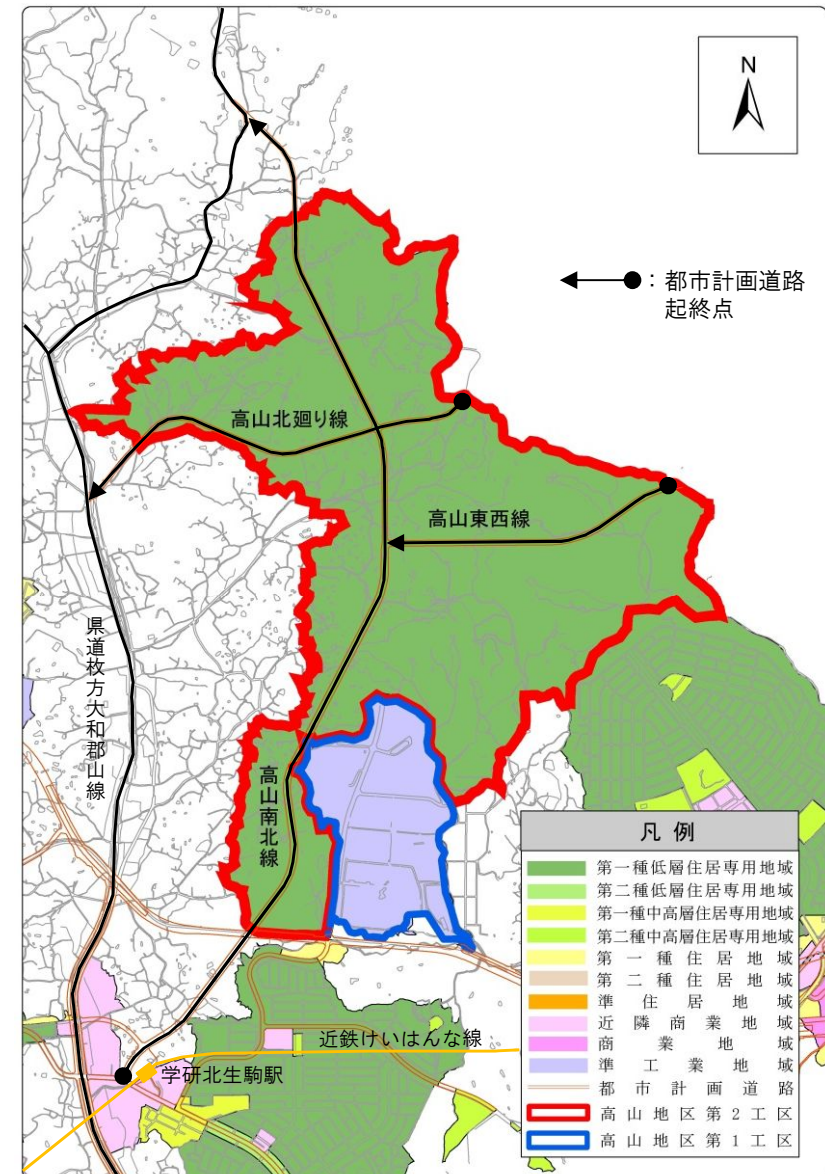 N
:都市計画道路
起終点
高山北廻り線
高山東西線
県道枚方大和郡山線
高山南北線
近鉄けいはんな線
学研北生駒駅
凡例
第一種低層住居専用地域
第二種低層住居専用地域
第一種中高層住居専用地域
第二種中高層住居専用地域
第一種住居地域
第二種住居地域
準住居地域
近隣商業地域
商業地域
準工業地域
都市計画道路
高山地区第2工区
高山地区第1工区